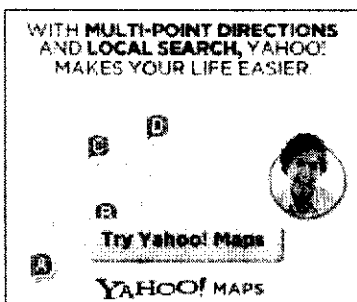 WITH MULTI-POINT DIRECTIONS
AND LOCAL SEARCH, YAHOO!
MAKES YOUR LIFE EASIER.
D
C
B
Try Yahoo! Maps
A
YAHOO! MAPS